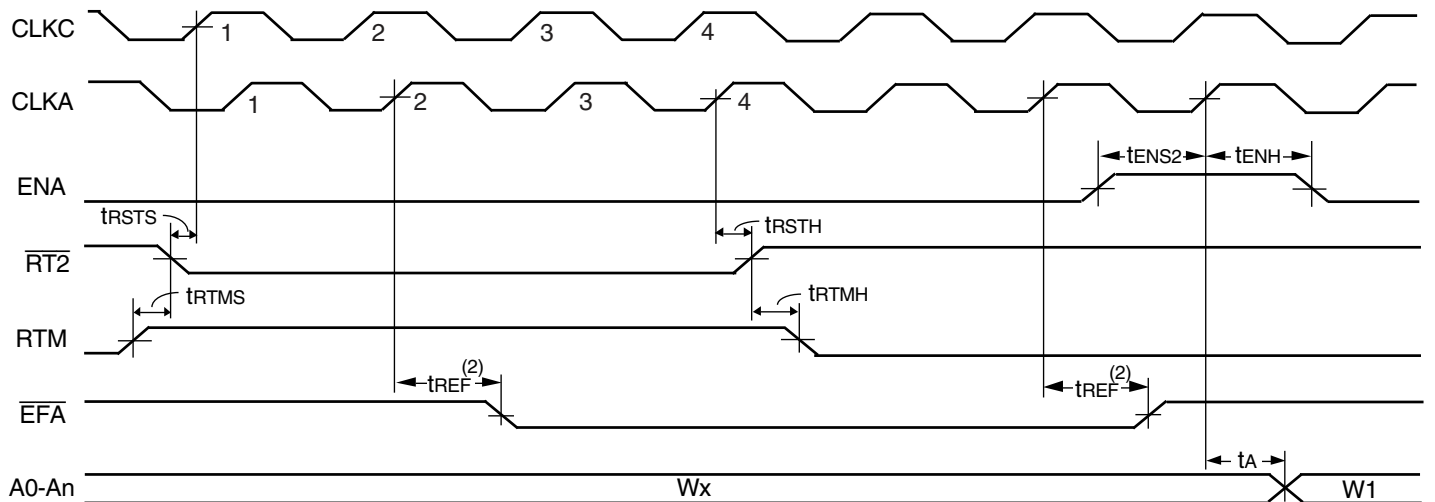 CLKC 1 2 3 4
CLKA 1 2 3 4
ENA tENS2 tENH
tRSTS tRSTH
RT2
tRTMS tRTMH
RTM
tREF(2) tREF(2)
EFA
tA
A0-An Wx W1